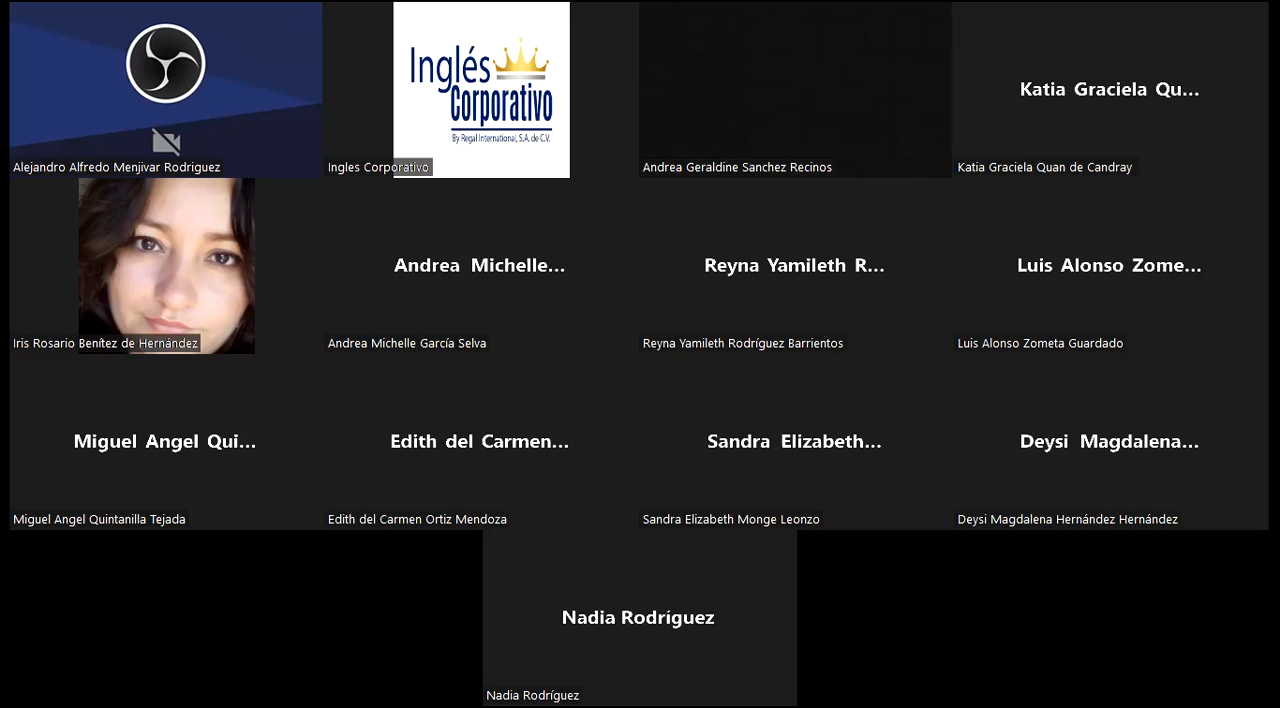 Inglés
Corporativo
By Regal International, S.A. de C.V.
Katia Graciela Qu...
Alejandro Alfredo Menjivar Rodriguez
Ingles Corporativo
Andrea Geraldine Sanchez Recinos
Katia Graciela Quan de Candray
Andrea Michelle...
Reyna Yamileth R...
Luis Alonso Zome...
Iris Rosario Benítez de Hernández
Andrea Michelle García Selva
Reyna Yamileth Rodríguez Barrientos
Luis Alonso Zometa Guardado
Miguel Angel Qui...
Edith del Carmen...
Sandra Elizabeth...
Deysi Magdalena...
Miguel Angel Quintanilla Tejada
Edith del Carmen Ortiz Mendoza
Sandra Elizabeth Monge Leonzo
Deysi Magdalena Hernández Hernández
Nadia Rodríguez
Nadia Rodríguez